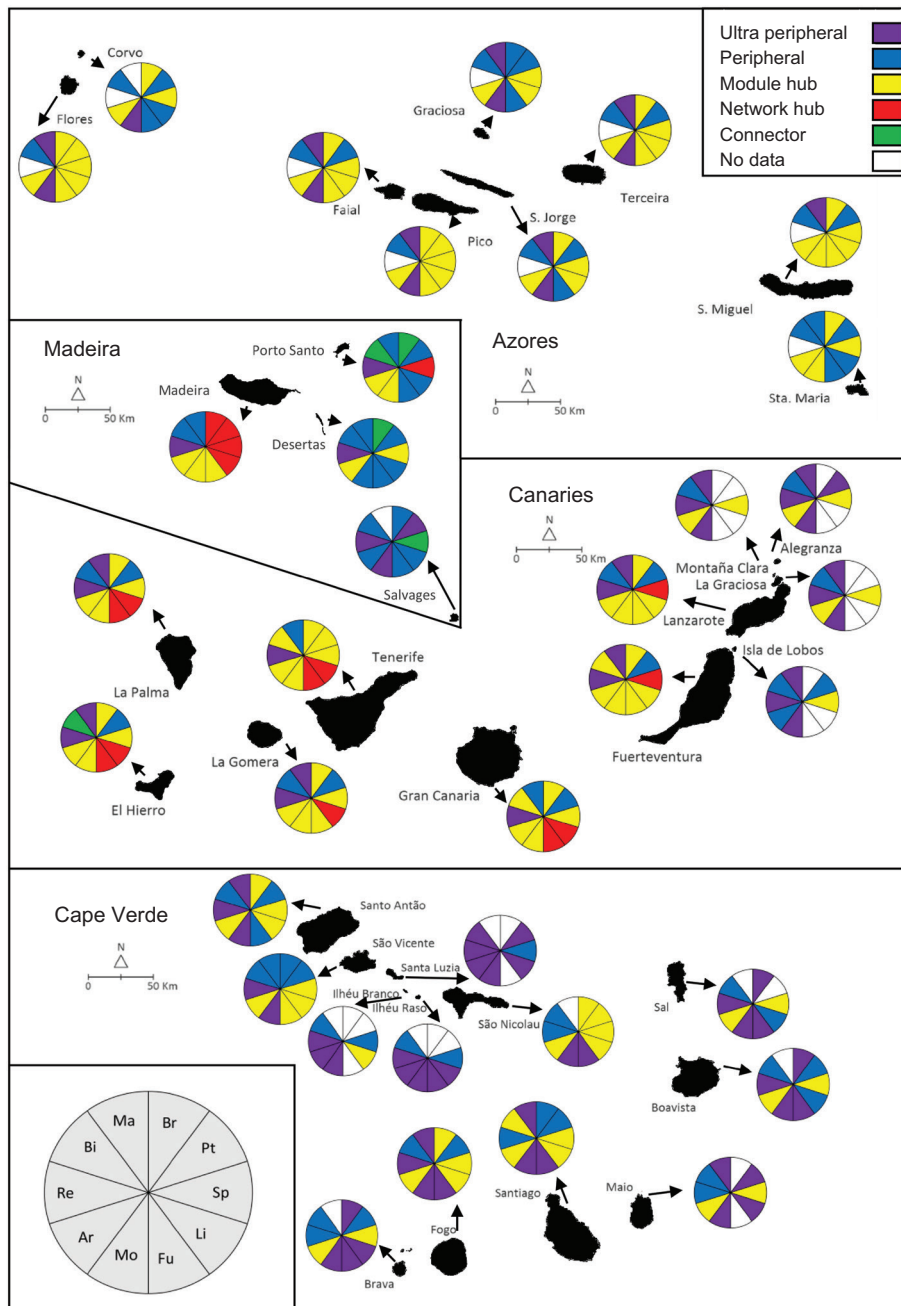 Ultra peripheral
Peripheral
Module hub
Network hub
Connector
No data
Corvo
Flores
Graciosa
Terceira
Faial
Pico
S. Jorge
S. Miguel
Sta. Maria
Azores
Madeira
N
0 50 Km
N
0 50 Km
Porto Santo
Madeira
Desertas
Salvages
Canaries
N
0 50 Km
Alegranza
Montaña Clara
La Graciosa
Lanzarote
Isla de Lobos
Fuerteventura
La Palma
Tenerife
La Gomera
El Hierro
Gran Canaria
Cape Verde
N
0 50 Km
Santo Antão
São Vicente
Santa Luzia
Ilhéu Branco
Ilhéu Raso
São Nicolau
Sal
Boavista
Maio
Santiago
Fogo
Brava
Ma Br
Bi Pt
Re Sp
Ar Li
Mo Fu